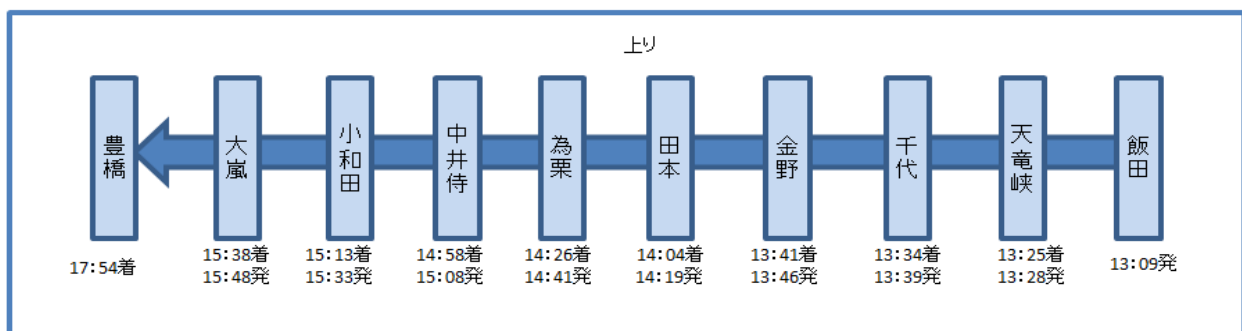 上り
豊橋
大嵐
小和田
中井侍
為栗
田本
金野
千代
天竜峡
飯田
17:54着
15:38着
15:48発
15:13着
15:33発
14:58着
15:08発
14:26着
14:41発
14:04着
14:19発
13:41着
13:46発
13:34着
13:39発
13:25着
13:28発
13:09発